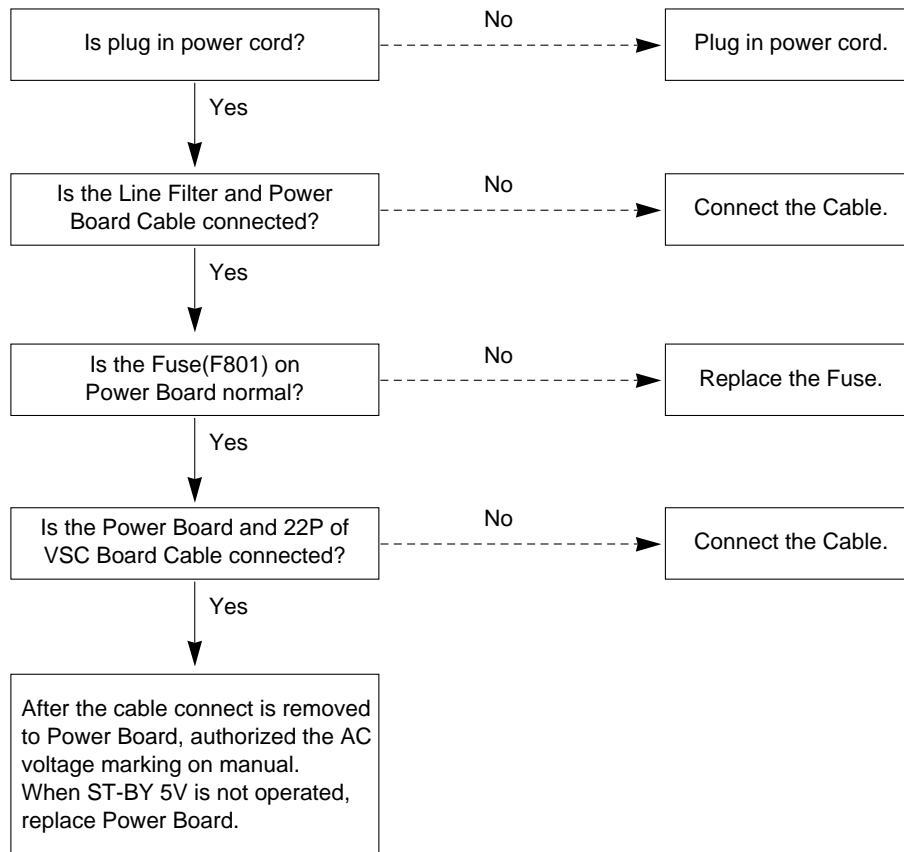 Is plug in power cord?
No
Plug in power cord.
Yes
Is the Line Filter and Power
Board Cable connected?
No
Connect the Cable.
Yes
Is the Fuse(F801) on
Power Board normal?
No
Replace the Fuse.
Yes
Is the Power Board and 22P of
VSC Board Cable connected?
No
Connect the Cable.
Yes
After the cable connect is removed
to Power Board, authorized the AC
voltage marking on manual.
When ST-BY 5V is not operated,
replace Power Board.